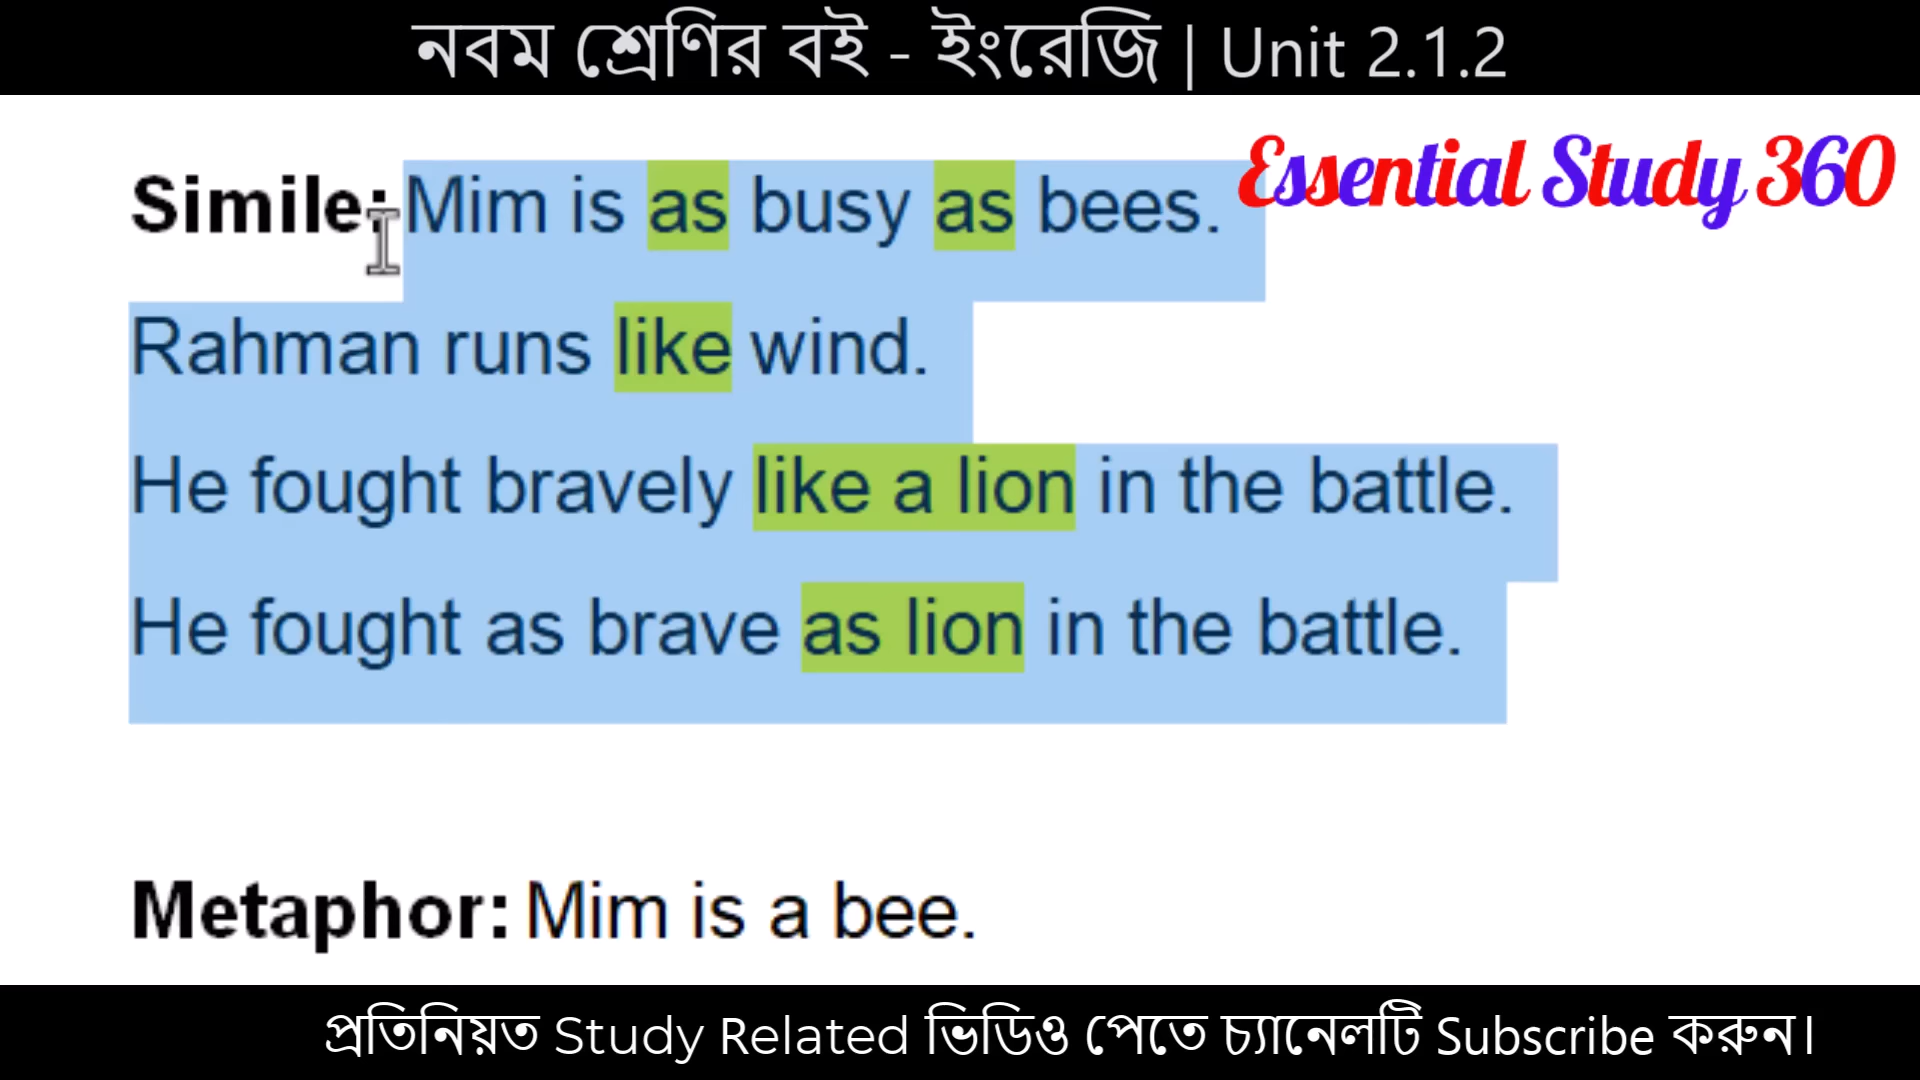 নবম শ্রেণির বই - ইংরেজি | Unit 2.1.2
Essential Study 360
Simile: Mim is as busy as bees.
Rahman runs like wind.
He fought bravely like a lion in the battle.
He fought as brave as lion in the battle.
Metaphor: Mim is a bee.
প্রতিনিয়ত Study Related ভিডিও পেতে চ্যানেলটি Subscribe করুন।